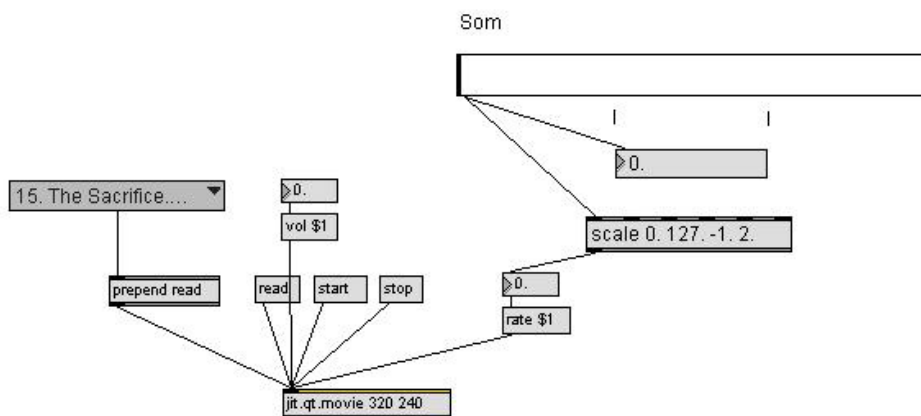 Som
0.
15. The Sacrifice....
0.
vol $1
scale 0. 127. -1. 2.
prepend read
read
start
stop
0.
rate $1
jit.qt.movie 320 240